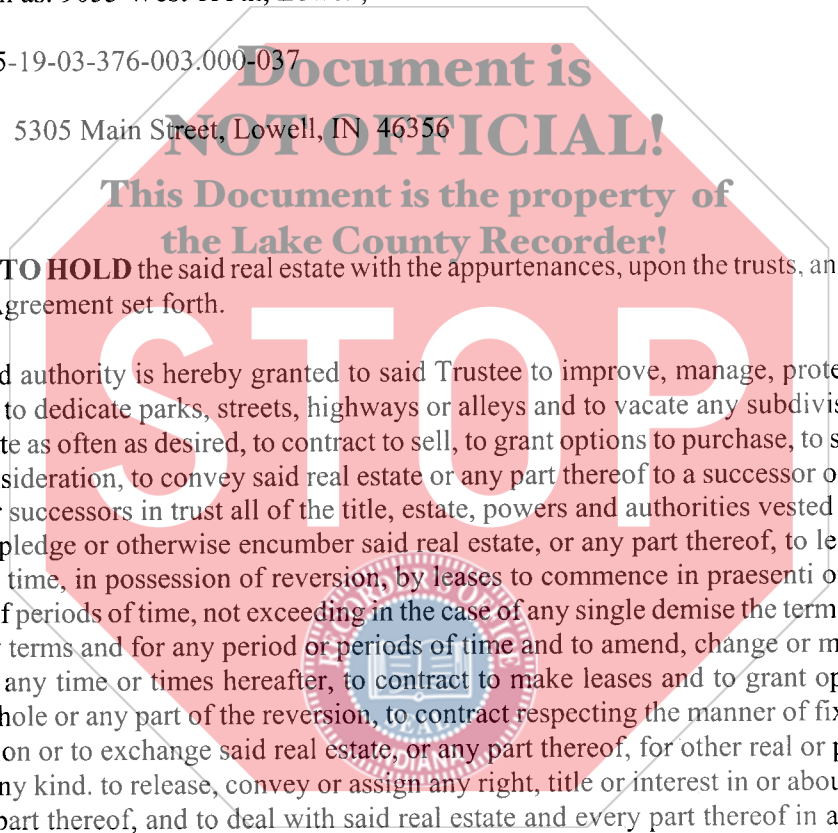 5-19-03-376-003.000-037
Document is
5305 Main Street, Lowell, IN 46356
NOT OFFICIAL!
This Document is the property of
the Lake County Recorder!
TO HOLD the said real estate with the appurtenances, upon the trusts, an
Agreement set forth.
STOP
d authority is hereby granted to said Trustee to improve, manage, prote
to dedicate parks, streets, highways or alleys and to vacate any subdivis
te as often as desired, to contract to sell, to grant options to purchase, to s
sideration, to convey said real estate or any part thereof to a successor o
r successors in trust all of the title, estate, powers and authorities vested
pledge or otherwise encumber said real estate, or any part thereof, to le
time, in possession of reversion, by leases to commence in praesenti o
f periods of time, not exceeding in the case of any single demise the term
y terms and for any period or periods of time and to amend, change or m
any time or times hereafter, to contract to make leases and to grant op
hole or any part of the reversion, to contract respecting the manner of fix
on or to exchange said real estate, or any part thereof, for other real or p
ny kind. to release, convey or assign any right, title or interest in or abou
part thereof, and to deal with said real estate and every part thereof in a
SEAL
INDIANA